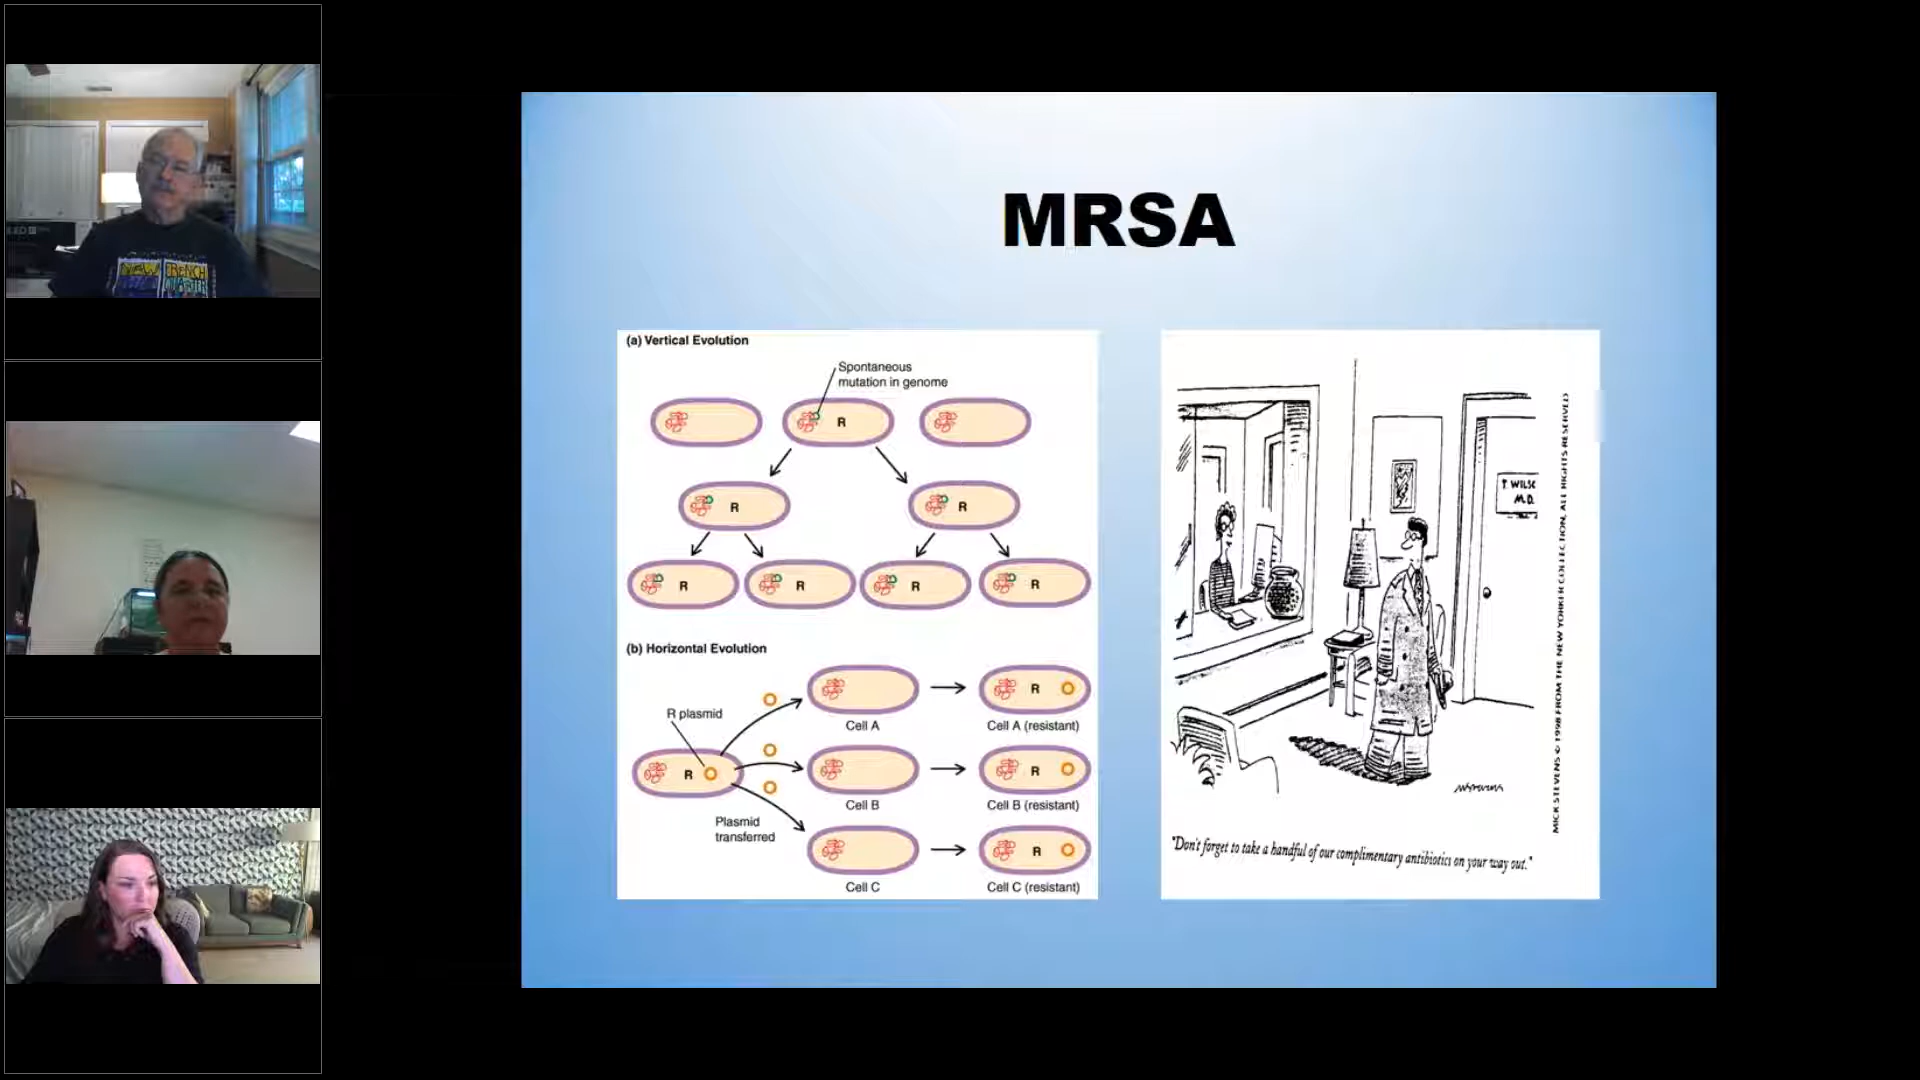 MRSA
(a) Vertical Evolution
Spontaneous
mutation in genome
R
R
R
R
R
R
R
(b) Horizontal Evolution
R plasmid
R
Plasmid
transferred
Cell A
R
Cell A (resistant)
Cell B
R
Cell B (resistant)
Cell C
R
Cell C (resistant)
M.D.
MICK STEVENS © 1998 FROM THE NEW YORKER COLLECTION. ALL RIGHTS RESERVED
"Don't forget to take a handful of our complimentary antibiotics on your way out."
FRENCH
QUARTER